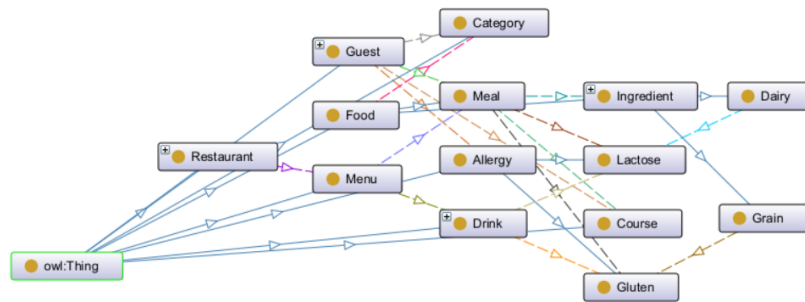 Category
Guest
Meal
Ingredient
Dairy
Food
Restaurant
Allergy
Lactose
Menu
Drink
Course
Grain
owl:Thing
Gluten